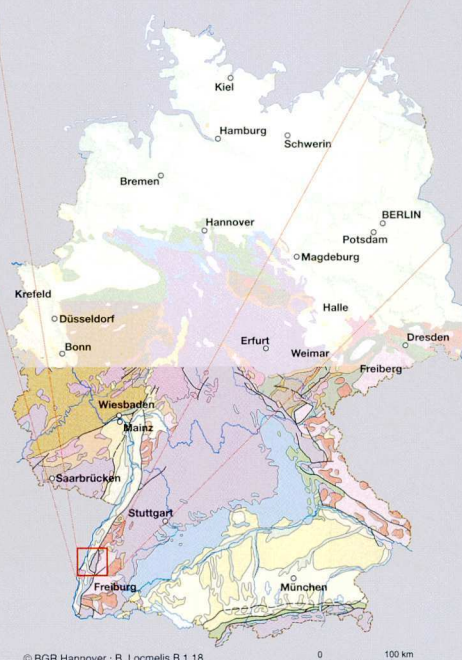 Kiel
Hamburg
Schwerin
Bremen
BERLIN
Hannover
Potsdam
Magdeburg
Krefeld
Halle
Düsseldorf
Dresden
Erfurt
Bonn
Weimar
Freiberg
Wiesbaden
Mainz
Saarbrücken
Stuttgart
Freiburg
München
© BGR Hannover · B. Locmelis B 1.18
0 100 km